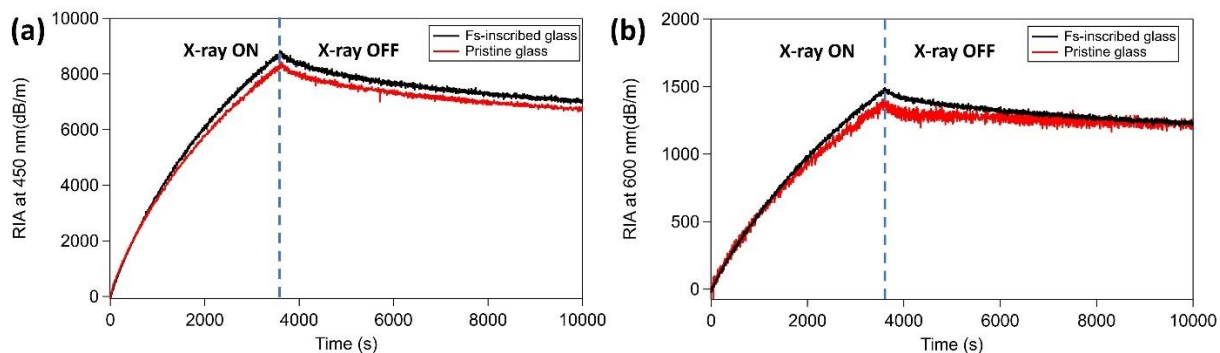 (a)
RIA at 450 nm(dB/m)
10000
8000
6000
4000
2000
0
X-ray ON
X-ray OFF
Fs-inscribed glass
Pristine glass
0 2000 4000 6000 8000 10000
Time (s)
(b)
RIA at 600 nm(dB/m)
2000
1500
1000
500
0
X-ray ON
X-ray OFF
Fs-inscribed glass
Pristine glass
0 2000 4000 6000 8000 10000
Time (s)